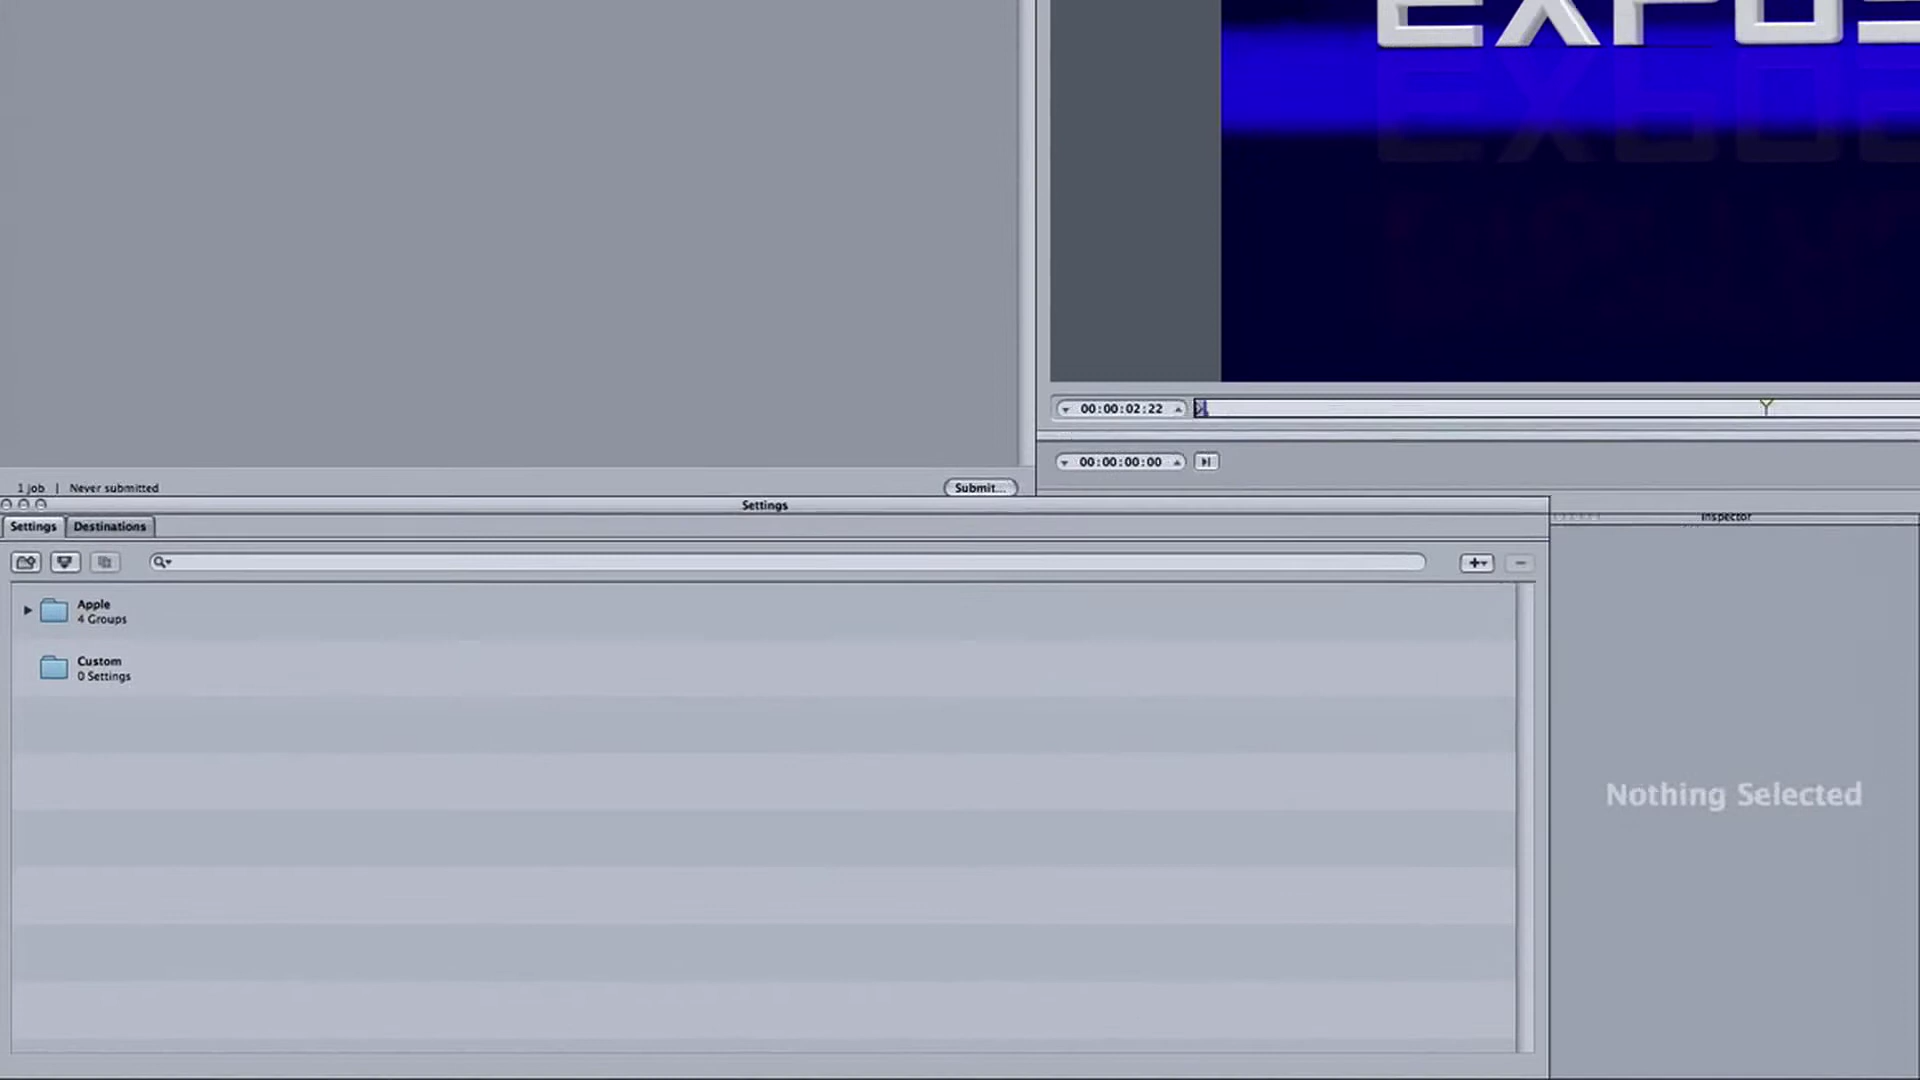 EXPOS
00:00:02:22
00:00:00:00
1 job | Never submitted
Submit...
Settings
Inspector
Settings Destinations
Apple
4 Groups
Custom
0 Settings
Nothing Selected